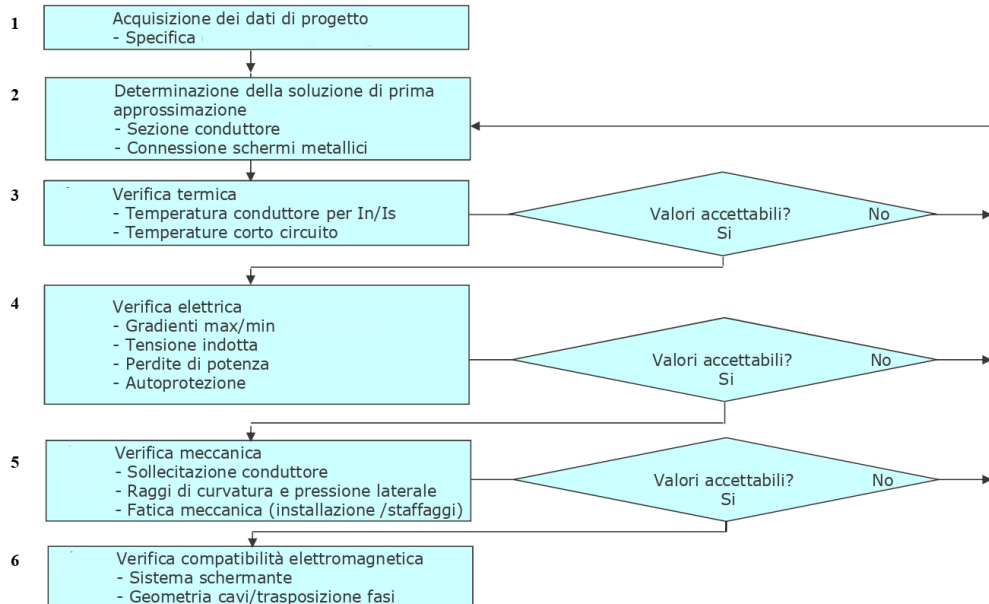 1
Acquisizione dei dati di progetto
- Specifica
2
Determinazione della soluzione di prima
approssimazione
- Sezione conduttore
- Connessione schermi metallici
3
Verifica termica
- Temperatura conduttore per In/Is
- Temperature corto circuito
Valori accettabili?
No
Si
4
Verifica elettrica
- Gradienti max/min
- Tensione indotta
- Perdite di potenza
- Autoprotezione
Valori accettabili?
No
Si
5
Verifica meccanica
- Sollecitazione conduttore
- Raggi di curvatura e pressione laterale
- Fatica meccanica (installazione /staffaggi)
Valori accettabili?
No
Si
6
Verifica compatibilità elettromagnetica
- Sistema schermante
- Geometria cavi/trasposizione fasi